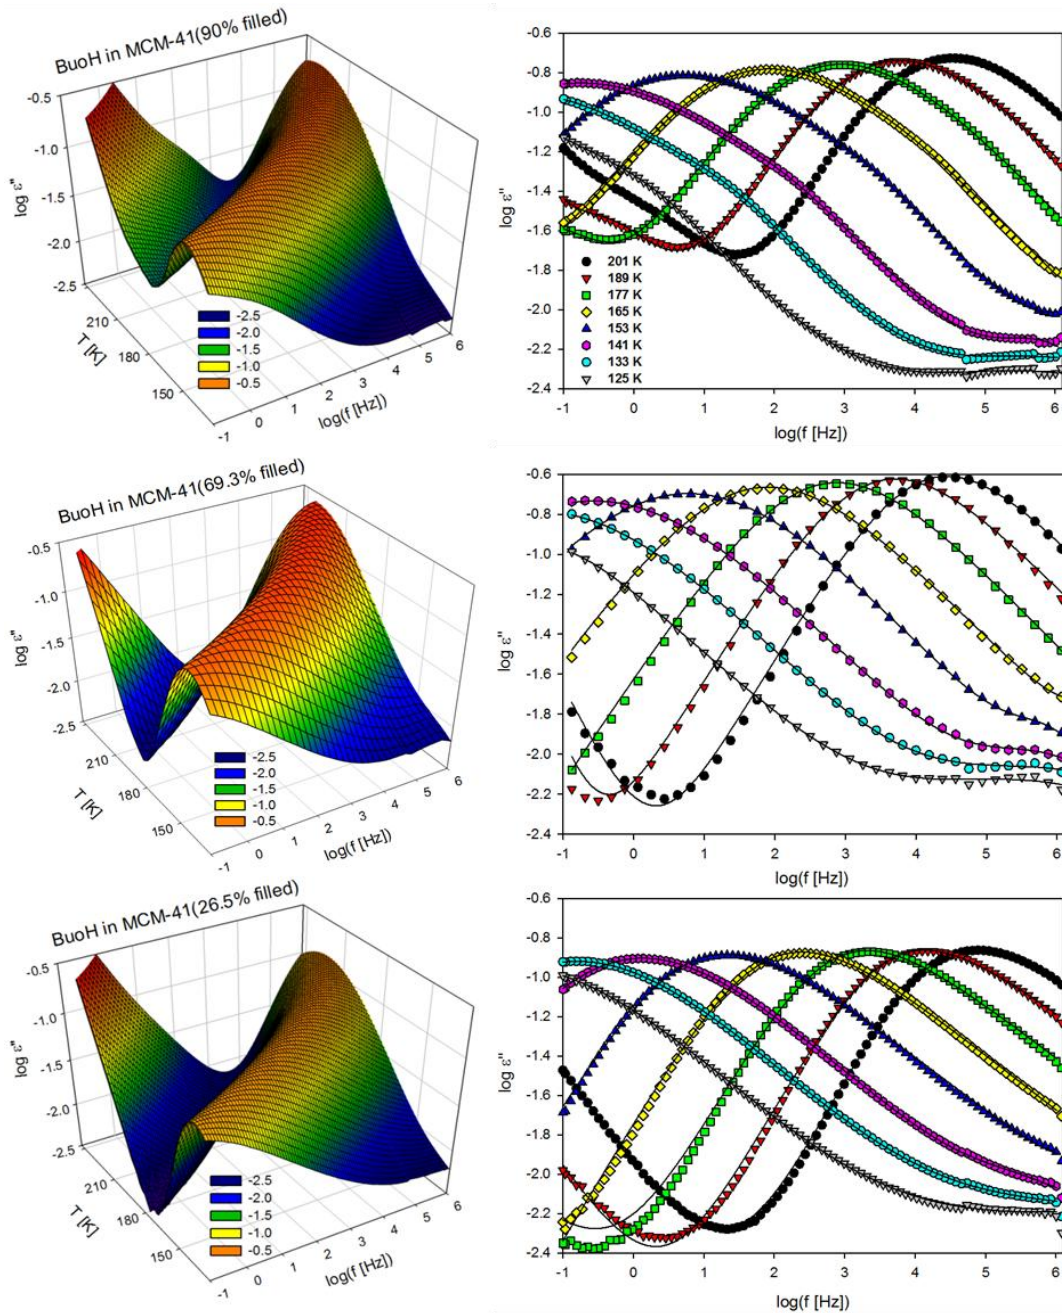 BuoH in MCM-41(90% filled)
-0.5
-1.0
-1.5
-2.0
-2.5
log ε"
210
180
150
T [K]
-2.5
-2.0
-1.5
-1.0
-0.5
-1 0 1 2 3 4 5 6
log(f [Hz])
-0.6
-0.8
-1.0
-1.2
-1.4
-1.6
-1.8
-2.0
-2.2
-2.4
log ε"
201 K
189 K
177 K
165 K
153 K
141 K
133 K
125 K
-1 0 1 2 3 4 5 6
log(f [Hz])
BuoH in MCM-41(69.3% filled)
-0.5
-1.0
-1.5
-2.0
-2.5
log ε"
210
180
150
T [K]
-2.5
-2.0
-1.5
-1.0
-0.5
-1 0 1 2 3 4 5 6
log(f [Hz])
-0.6
-0.8
-1.0
-1.2
-1.4
-1.6
-1.8
-2.0
-2.2
-2.4
log ε"
-1 0 1 2 3 4 5 6
log(f [Hz])
BuoH in MCM-41(26.5% filled)
-0.5
-1.0
-1.5
-2.0
-2.5
log ε"
210
180
150
T [K]
-2.5
-2.0
-1.5
-1.0
-0.5
-1 0 1 2 3 4 5 6
log(f [Hz])
-0.6
-0.8
-1.0
-1.2
-1.4
-1.6
-1.8
-2.0
-2.2
-2.4
log ε"
-1 0 1 2 3 4 5 6
log(f [Hz])